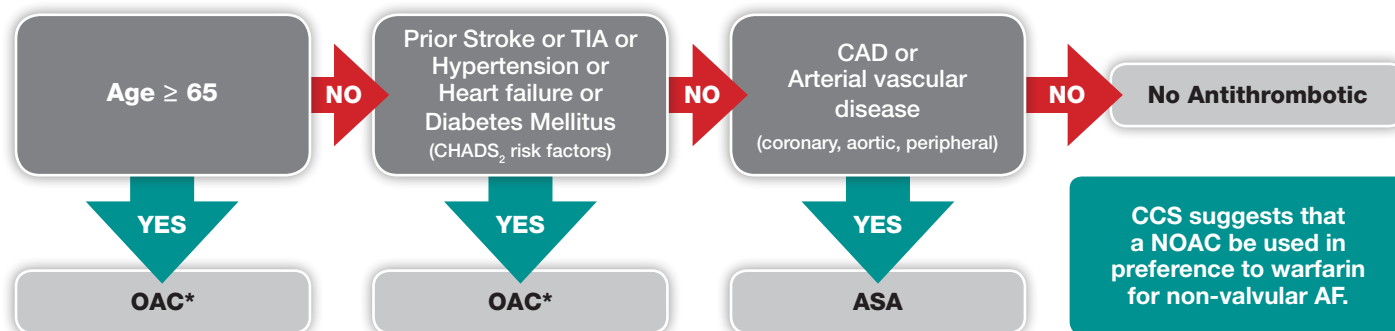 Age ≥ 65
NO
Prior Stroke or TIA or
Hypertension or
Heart failure or
Diabetes Mellitus
(CHADS₂ risk factors)
NO
CAD or
Arterial vascular
disease
(coronary, aortic, peripheral)
NO
No Antithrombotic
YES
YES
YES
OAC*
OAC*
ASA
CCS suggests that
a NOAC be used in
preference to warfarin
for non-valvular AF.